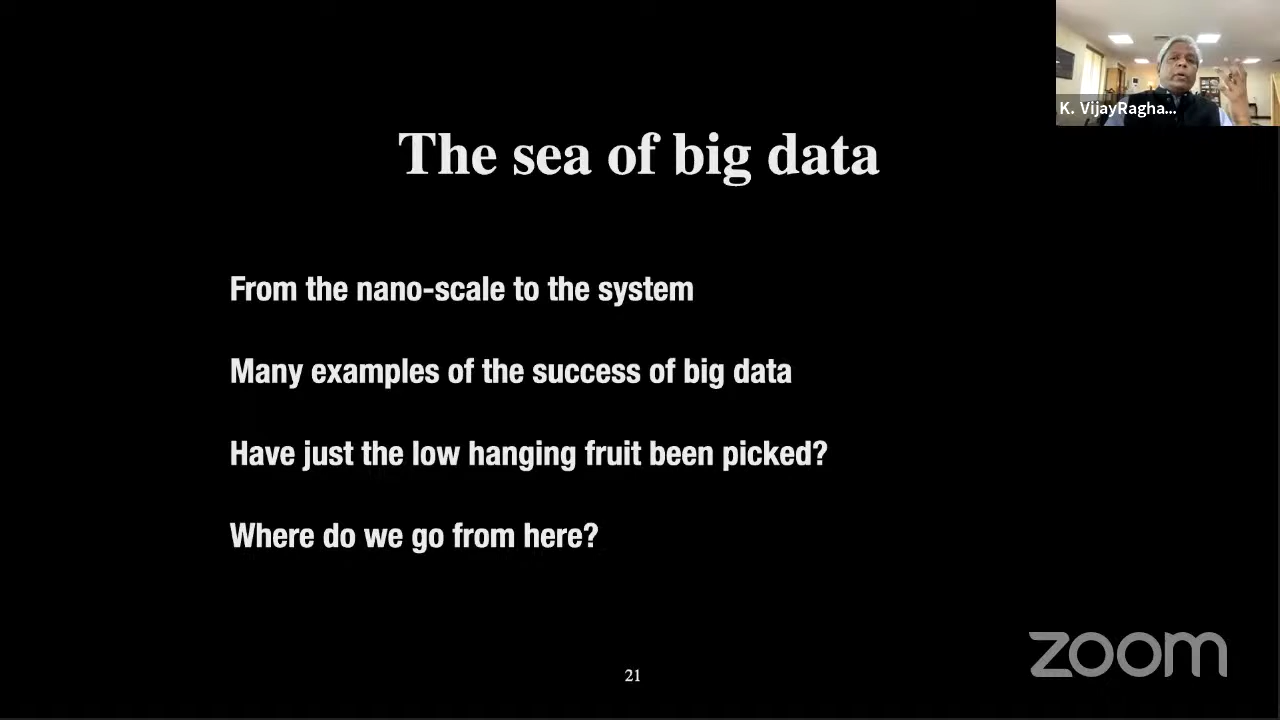 K. VijayRagha...
The sea of big data
From the nano-scale to the system
Many examples of the success of big data
Have just the low hanging fruit been picked?
Where do we go from here?
zoom
21